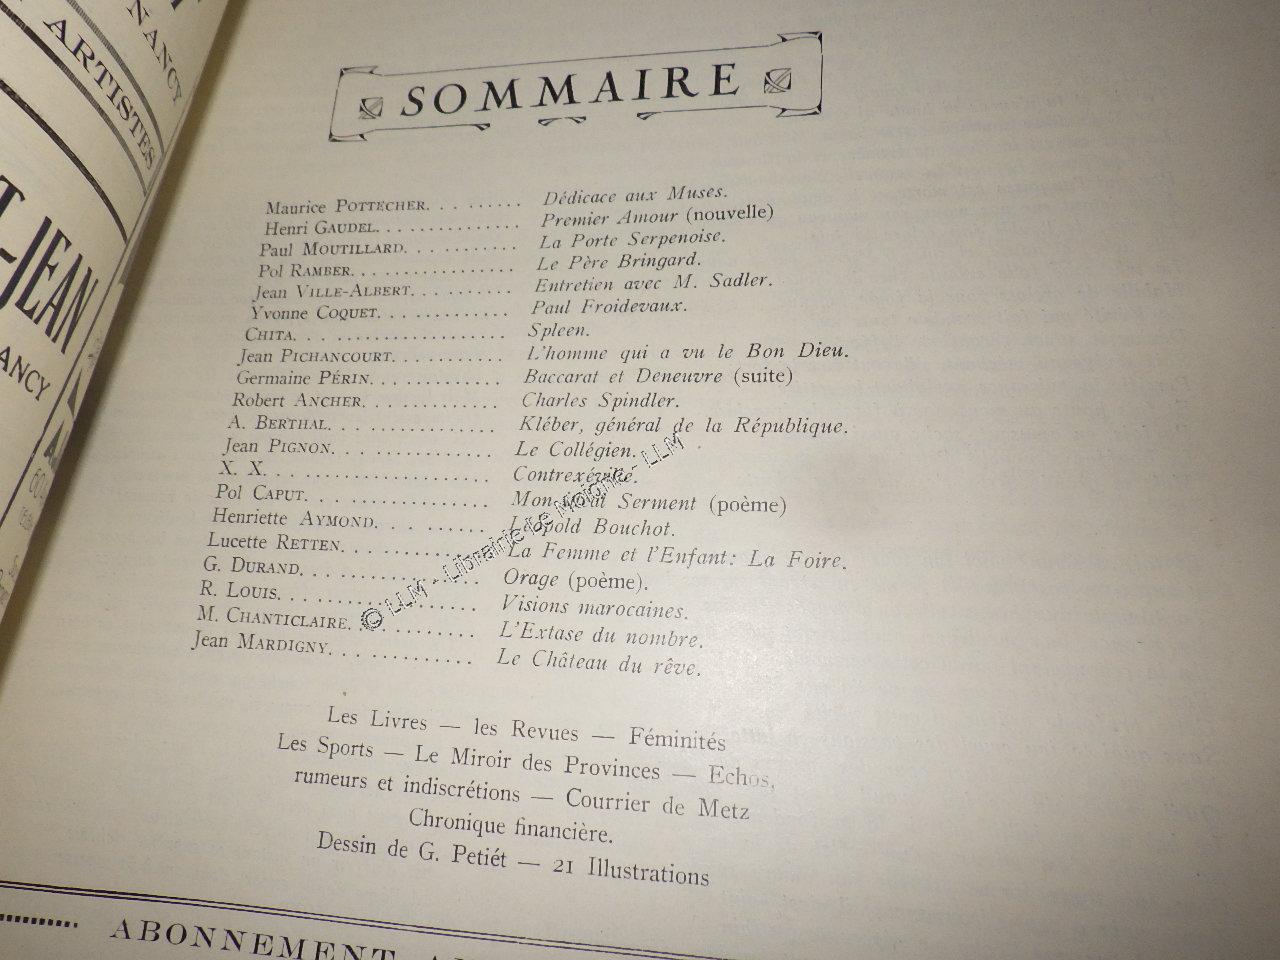 NANCY
ARTISTES
T-JEAN
ANCY
SOMMAIRE
Maurice POTTECHER. . . . . . . . . Dédicace aux Muses.
Henri GAUDEL. . . . . . . . . . . . . . Premier Amour (nouvelle)
Paul MOUTILLARD. . . . . . . . . . . La Porte Serpenoise.
Pol RAMBER. . . . . . . . . . . . . . . Le Père Bringard.
Jean VILLE-ALBERT. . . . . . . . . . Entretien avec M. Sadler.
Yvonne COQUET. . . . . . . . . . . . Paul Froidevaux.
CHITA. . . . . . . . . . . . . . . . . . . Spleen.
Jean PICHANCOURT. . . . . . . . . . L'homme qui a vu le Bon Dieu.
Germaine PÉRIN. . . . . . . . . . . . Baccarat et Deneuvre (suite)
Robert ANCHER. . . . . . . . . . . . Charles Spindler.
A. BERTHAL. . . . . . . . . . . . . . . Kléber, général de la République.
Jean PIGNON. . . . . . . . . . . . . . Le Collégien.
X. X. . . . . . . . . . . . . . . . . . . . Contrexéville.
Pol CAPUT. . . . . . . . . . . . . . . . Mon Serment (poème)
Henriette AYMOND. . . . . . . . . Léopold Bouchot.
Lucette RETTEN. . . . . . . . . . . . La Femme et l'Enfant: La Foire.
G. DURAND. . . . . . . . . . . . . . . Orage (poème).
R. LOUIS. . . . . . . . . . . . . . . . . Visions marocaines.
M. CHANTICLAIRE. . . . . . . . . . . L'Extase du nombre.
Jean MARDIGNY. . . . . . . . . . . . Le Château du rêve.
© LLM - Librairie de Moigne - LLM
Les Livres — les Revues — Féminités
Les Sports — Le Miroir des Provinces — Echos,
rumeurs et indiscrétions — Courrier de Metz
Chronique financière.
Dessin de G. Petiét — 21 Illustrations
ABONNEMENT